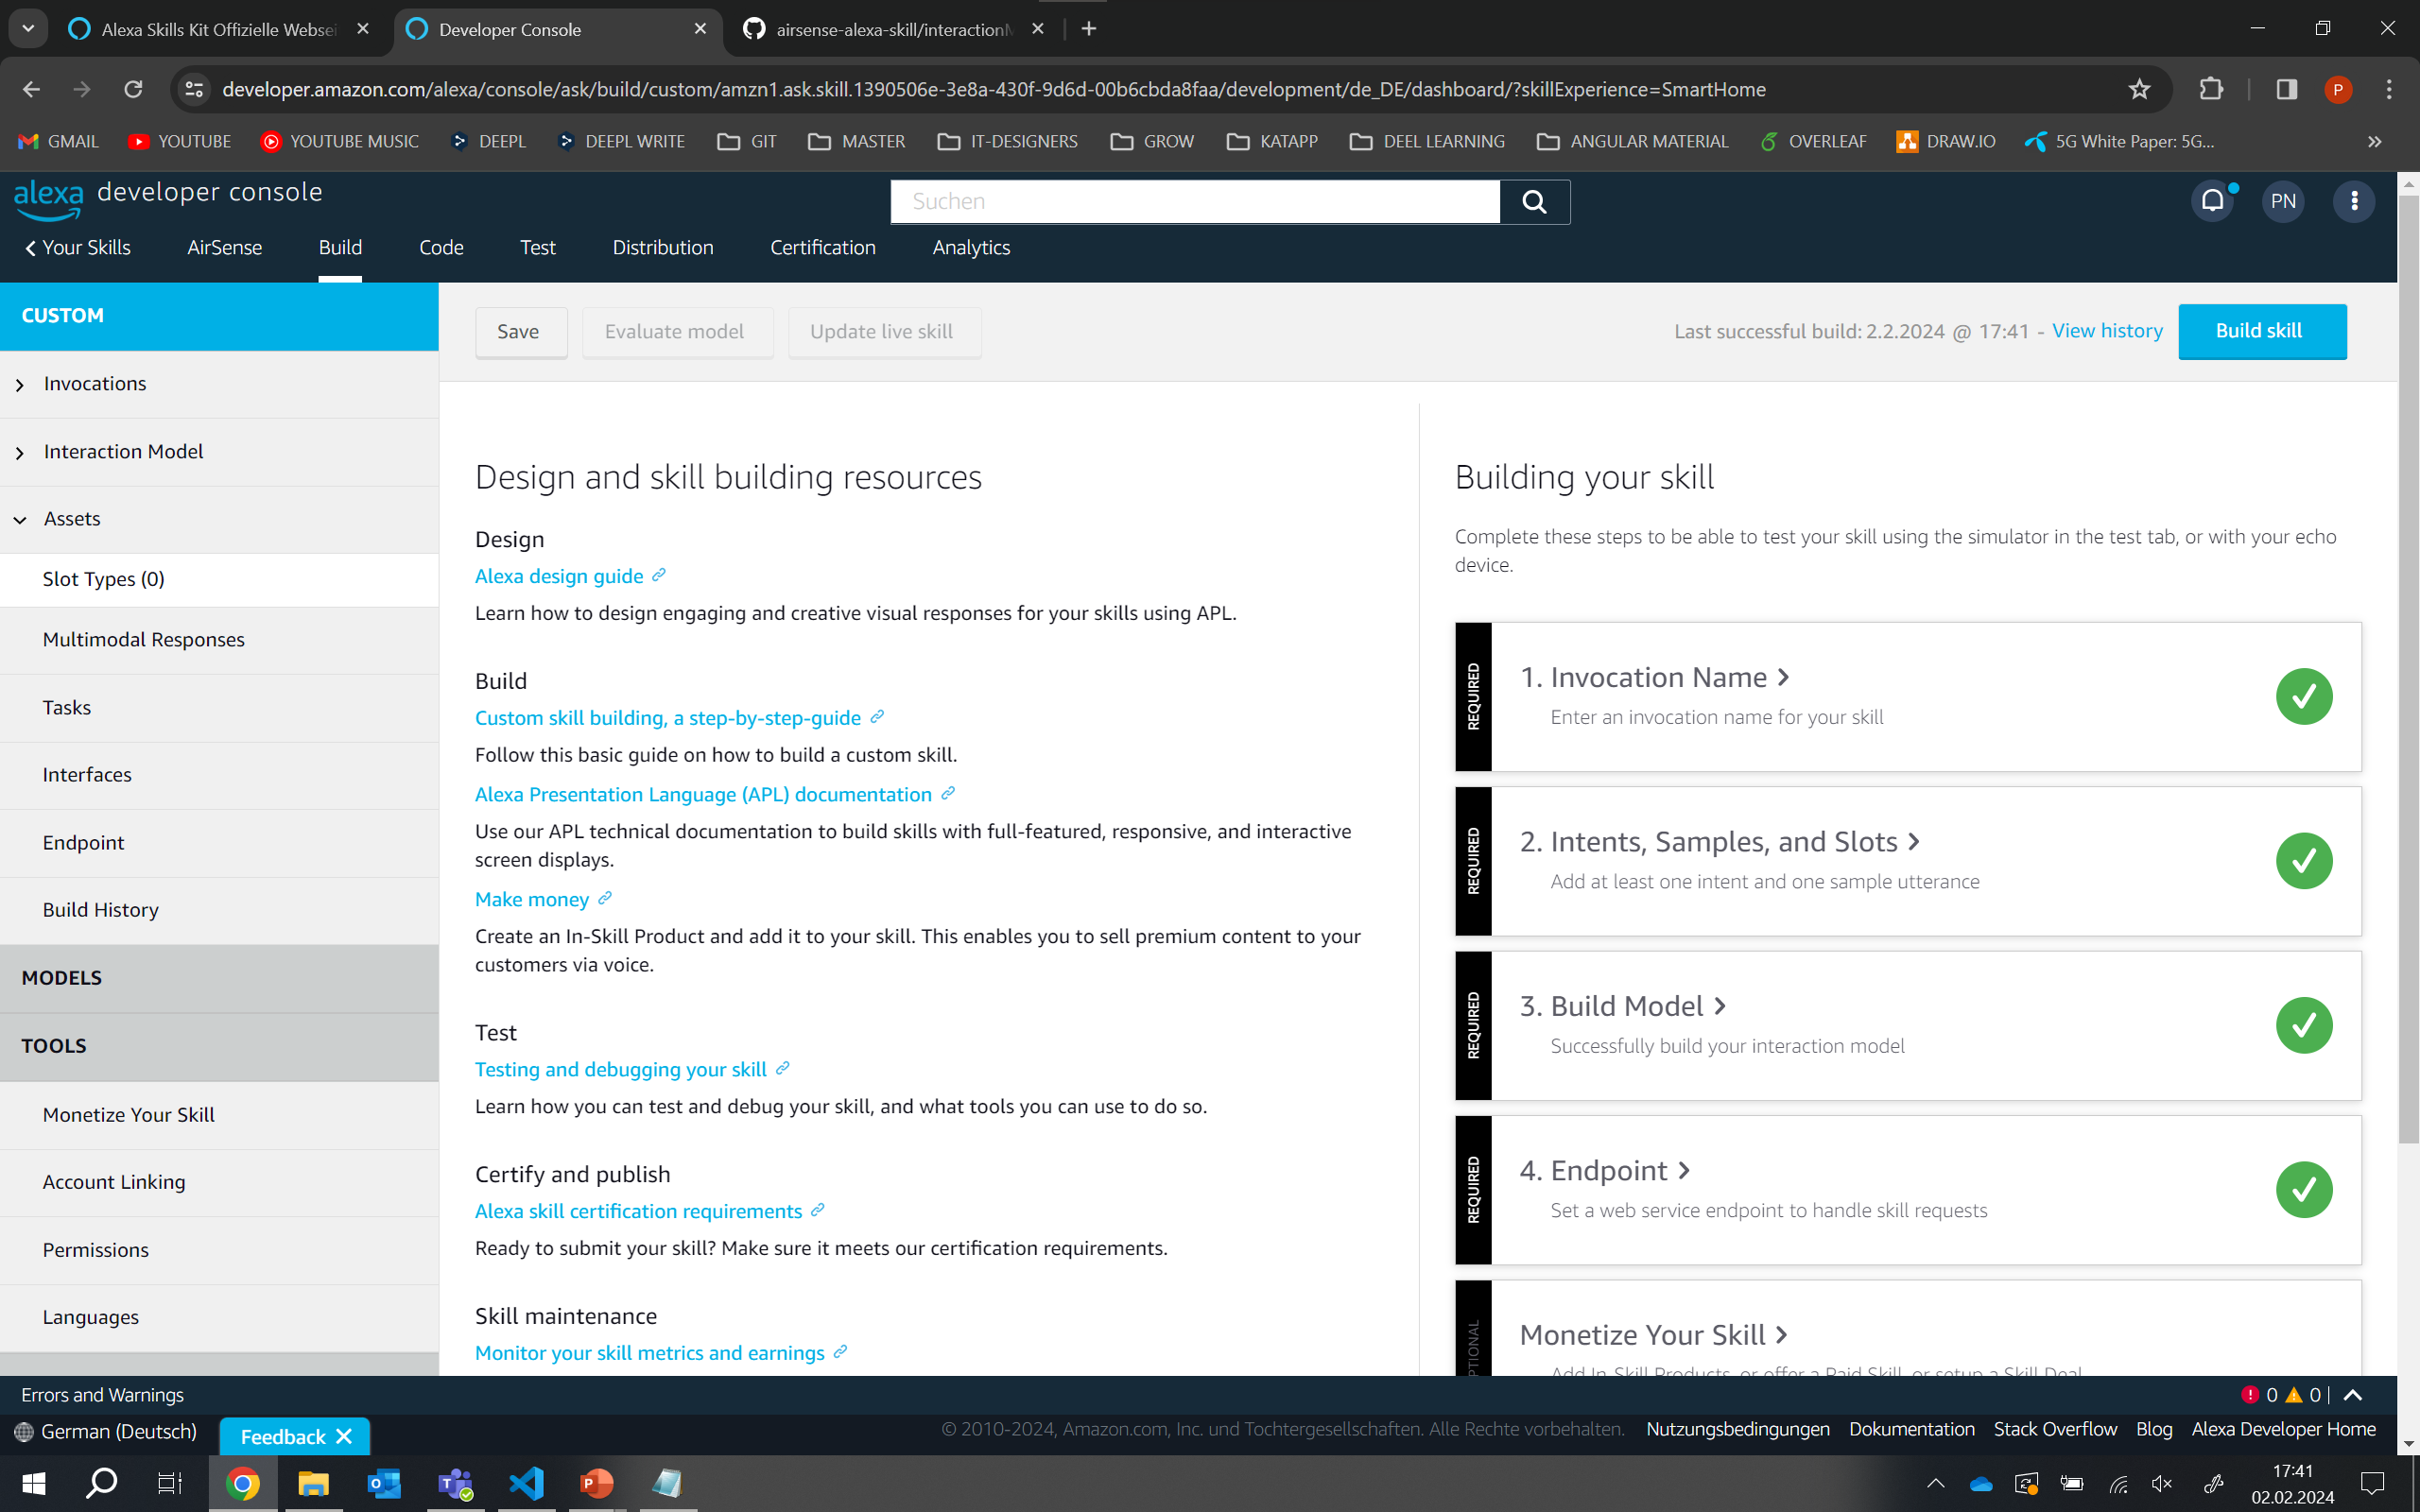 Alexa Skills Kit Offizielle Websei
Developer Console
airsense-alexa-skill/interactionM
developer.amazon.com/alexa/console/ask/build/custom/amzn1.ask.skill.1390506e-3e8a-430f-9d6d-00b6cbda8faa/development/de_DE/dashboard/?skillExperience=SmartHome
P
GMAIL YOUTUBE YOUTUBE MUSIC DEEPL DEEPL WRITE GIT MASTER IT-DESIGNERS GROW KATAPP DEEL LEARNING ANGULAR MATERIAL OVERLEAF DRAW.IO 5G White Paper: 5G...
alexa developer console
Suchen
PN
Your Skills AirSense Build Code Test Distribution Certification Analytics
CUSTOM
Invocations
Interaction Model
Assets
Slot Types (0)
Multimodal Responses
Tasks
Interfaces
Endpoint
Build History
MODELS
TOOLS
Monetize Your Skill
Account Linking
Permissions
Languages
Save Evaluate model Update live skill
Last successful build: 2.2.2024 @ 17:41 - View history
Build skill
Design and skill building resources
Design
Alexa design guide
Learn how to design engaging and creative visual responses for your skills using APL.
Build
Custom skill building, a step-by-step-guide
Follow this basic guide on how to build a custom skill.
Alexa Presentation Language (APL) documentation
Use our APL technical documentation to build skills with full-featured, responsive, and interactive
screen displays.
Make money
Create an In-Skill Product and add it to your skill. This enables you to sell premium content to your
customers via voice.
Test
Testing and debugging your skill
Learn how you can test and debug your skill, and what tools you can use to do so.
Certify and publish
Alexa skill certification requirements
Ready to submit your skill? Make sure it meets our certification requirements.
Skill maintenance
Monitor your skill metrics and earnings
Building your skill
Complete these steps to be able to test your skill using the simulator in the test tab, or with your echo
device.
REQUIRED
1. Invocation Name
Enter an invocation name for your skill
REQUIRED
2. Intents, Samples, and Slots
Add at least one intent and one sample utterance
REQUIRED
3. Build Model
Successfully build your interaction model
REQUIRED
4. Endpoint
Set a web service endpoint to handle skill requests
PTIONAL
Monetize Your Skill
Add In-Skill Products, or offer a Paid Skill, or setup a Skill Deal
Errors and Warnings
0 0
German (Deutsch)
Feedback
© 2010-2024, Amazon.com, Inc. und Tochtergesellschaften. Alle Rechte vorbehalten.
Nutzungsbedingungen Dokumentation Stack Overflow Blog Alexa Developer Home
17:41
02.02.2024